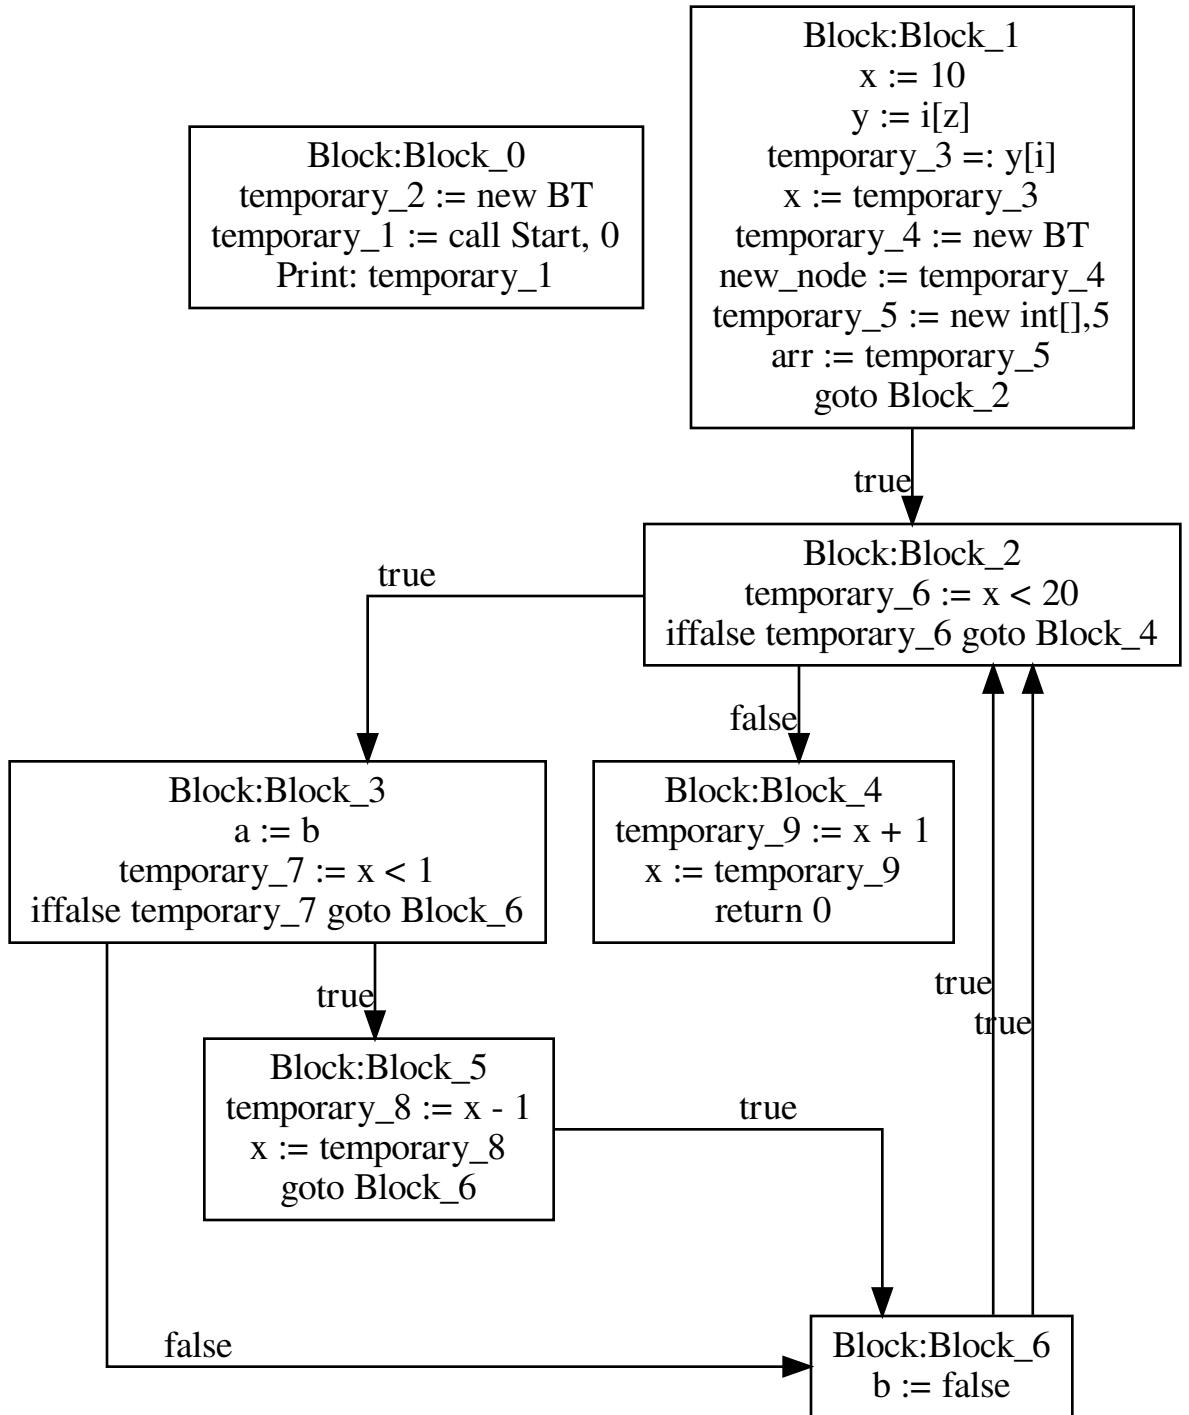 Block:Block_1
x := 10
y := i[z]
temporary_3 =: y[i]
x := temporary_3
temporary_4 := new BT
new_node := temporary_4
temporary_5 := new int[],5
arr := temporary_5
goto Block_2
Block:Block_0
temporary_2 := new BT
temporary_1 := call Start, 0
Print: temporary_1
true
Block:Block_2
temporary_6 := x < 20
iffalse temporary_6 goto Block_4
true
false
Block:Block_3
a := b
temporary_7 := x < 1
iffalse temporary_7 goto Block_6
Block:Block_4
temporary_9 := x + 1
x := temporary_9
return 0
true
true
true
Block:Block_5
temporary_8 := x - 1
x := temporary_8
goto Block_6
true
false
Block:Block_6
b := false